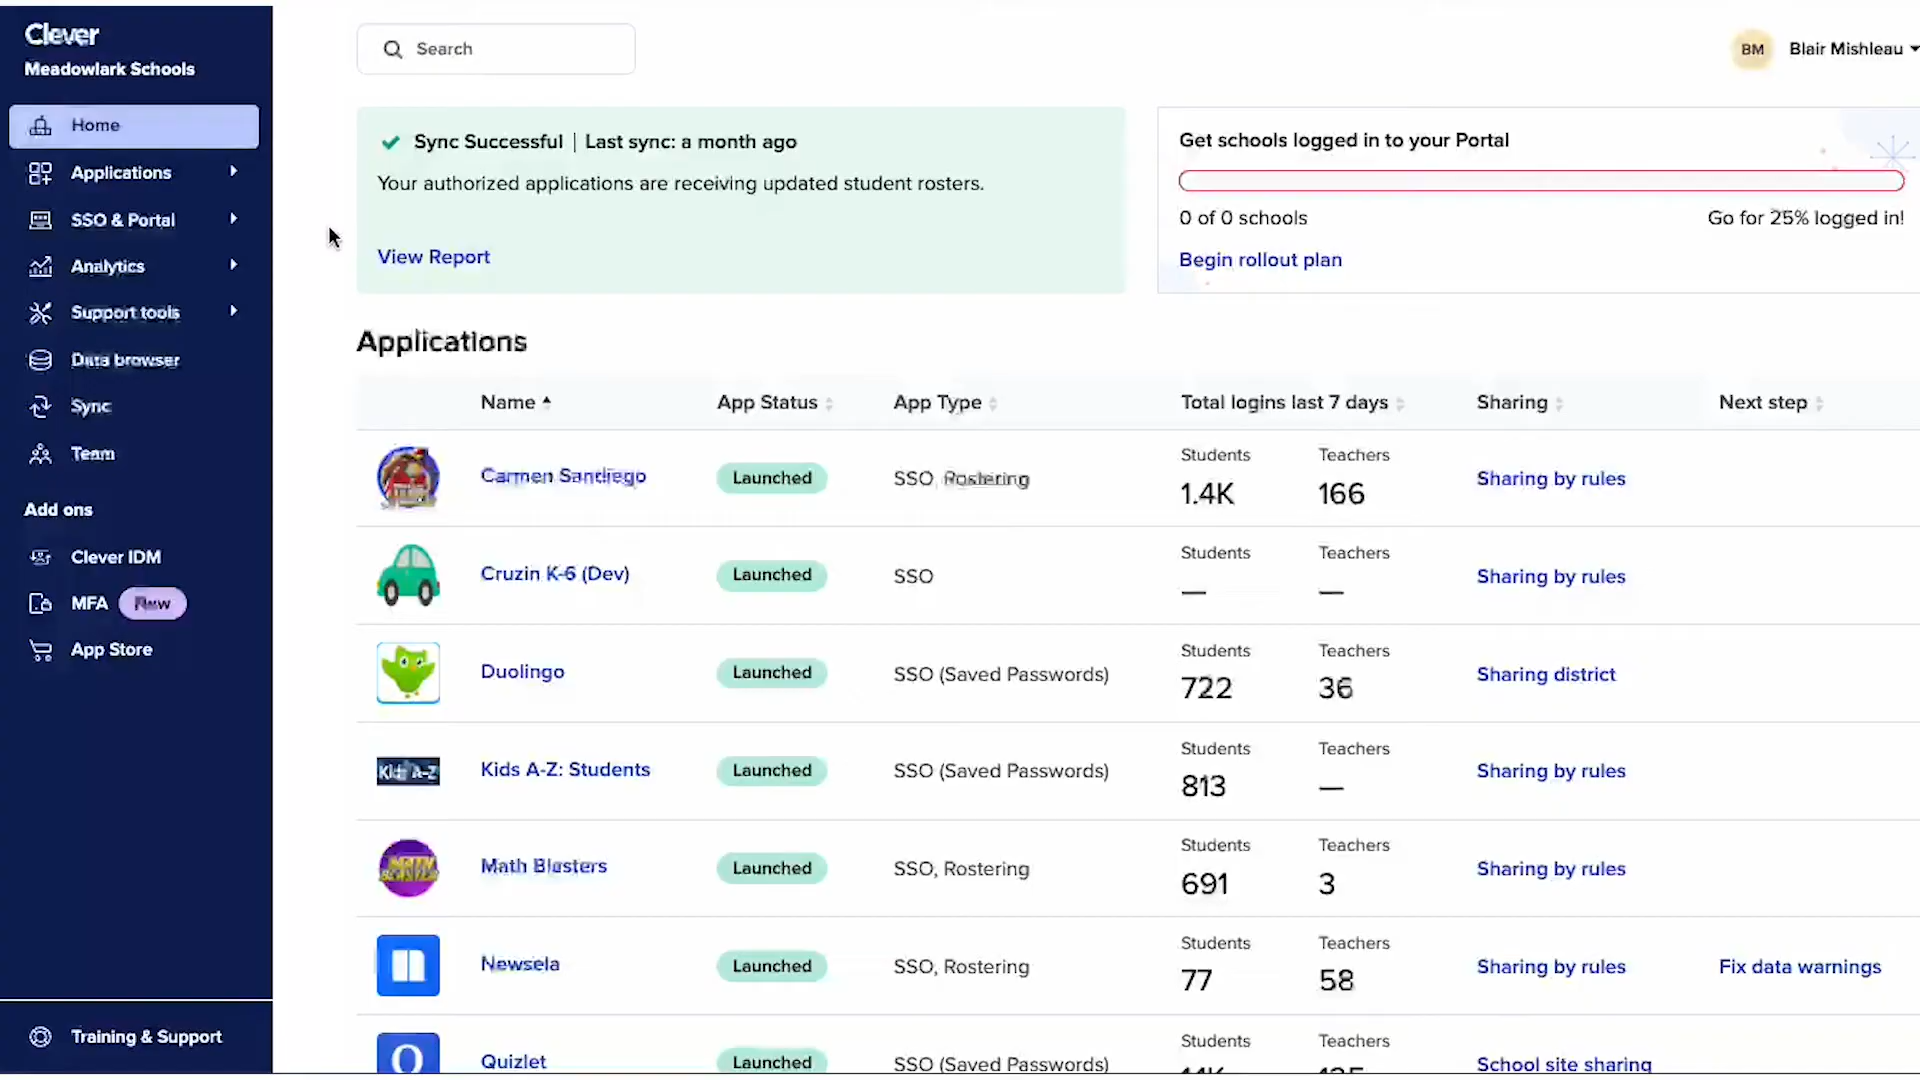 Clever
Meadowlark Schools
Home
Applications
SSO & Portal
Analytics
Support tools
Data browser
Sync
Team
Add ons
Clever IDM
MFA New
App Store
Training & Support
Search
BM Blair Mishleau
Sync Successful | Last sync: a month ago
Your authorized applications are receiving updated student rosters.
View Report
Get schools logged in to your Portal
0 of 0 schools Go for 25% logged in!
Begin rollout plan
Applications
Name App Status App Type Total logins last 7 days Sharing Next step
Students Teachers
Carmen Sandiego Launched SSO, Rostering 1.4K 166 Sharing by rules
Students Teachers
Cruzin K-6 (Dev) Launched SSO — — Sharing by rules
Students Teachers
Duolingo Launched SSO (Saved Passwords) 722 36 Sharing district
Students Teachers
Kids A-Z Kids A-Z: Students Launched SSO (Saved Passwords) 813 — Sharing by rules
Students Teachers
Math Blasters Launched SSO, Rostering 691 3 Sharing by rules
Students Teachers
Newsela Launched SSO, Rostering 77 58 Sharing by rules Fix data warnings
Students Teachers
Quizlet Launched SSO (Saved Passwords) School site sharing